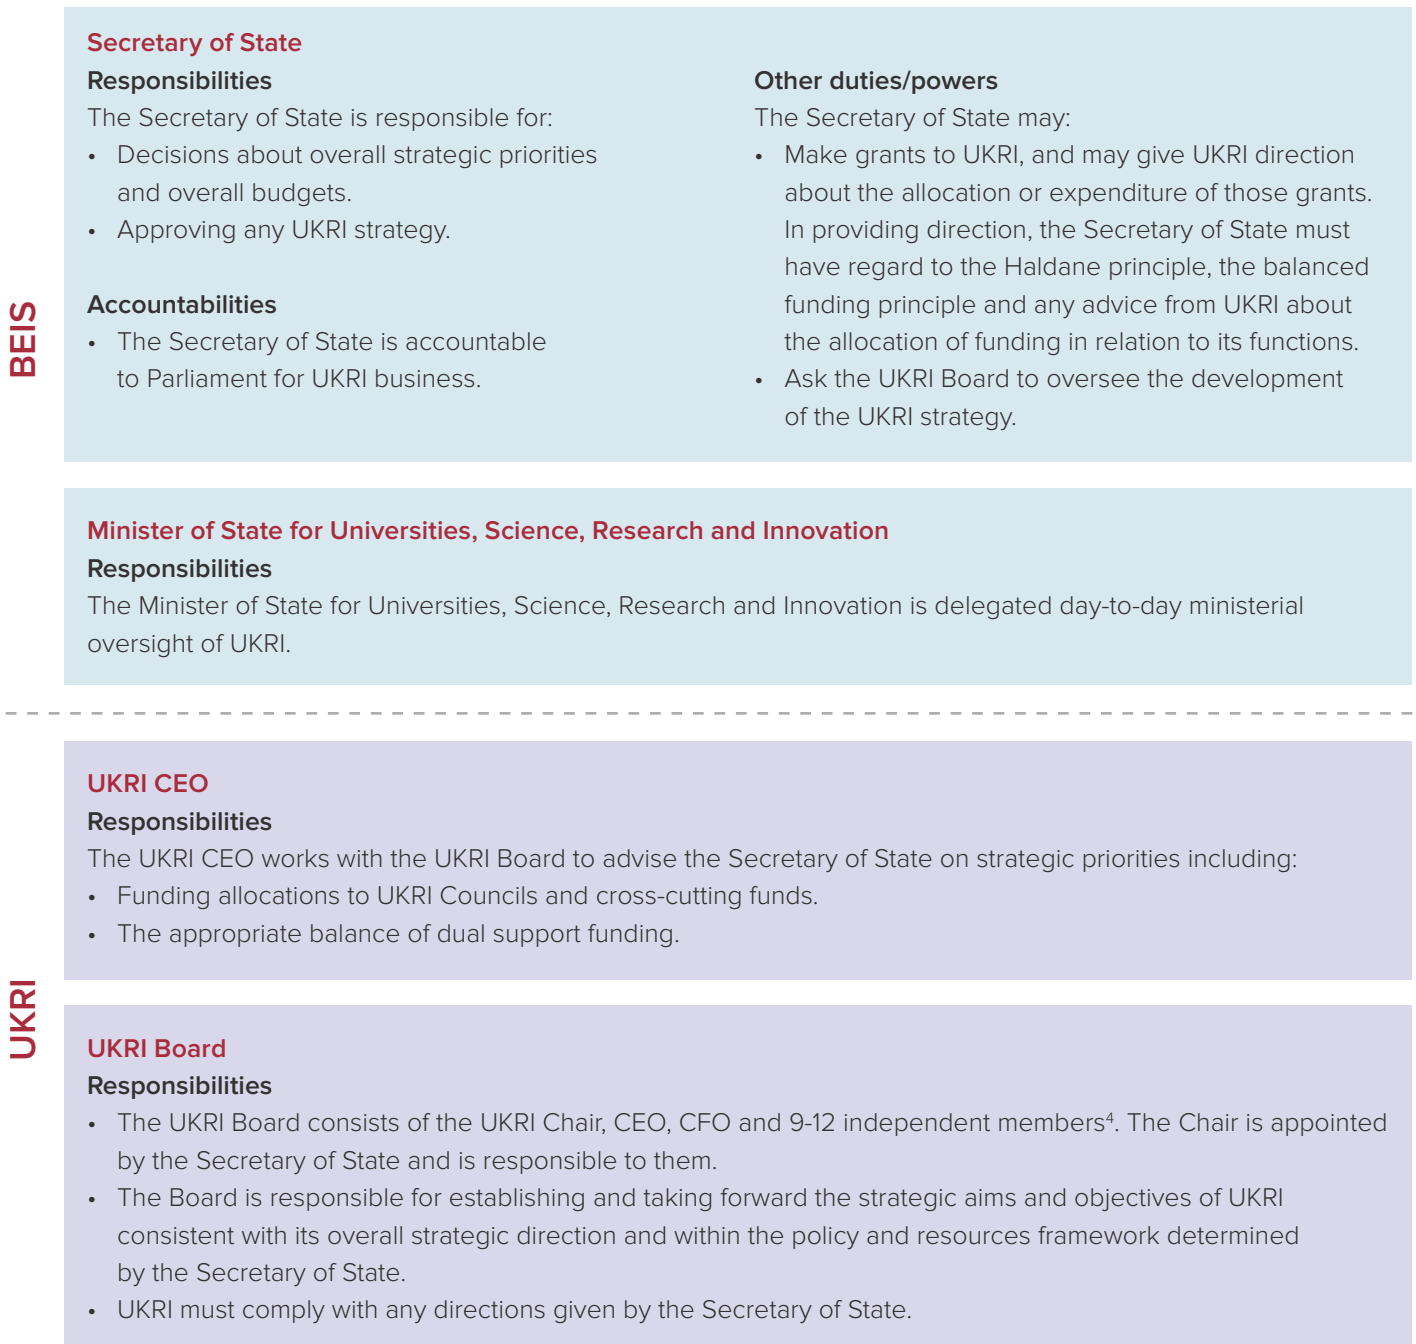 BEIS
Secretary of State
Responsibilities
The Secretary of State is responsible for:
• Decisions about overall strategic priorities
and overall budgets.
• Approving any UKRI strategy.
Accountabilities
• The Secretary of State is accountable
to Parliament for UKRI business.
Other duties/powers
The Secretary of State may:
• Make grants to UKRI, and may give UKRI direction
about the allocation or expenditure of those grants.
In providing direction, the Secretary of State must
have regard to the Haldane principle, the balanced
funding principle and any advice from UKRI about
the allocation of funding in relation to its functions.
• Ask the UKRI Board to oversee the development
of the UKRI strategy.
Minister of State for Universities, Science, Research and Innovation
Responsibilities
The Minister of State for Universities, Science, Research and Innovation is delegated day-to-day ministerial
oversight of UKRI.
UKRI
UKRI CEO
Responsibilities
The UKRI CEO works with the UKRI Board to advise the Secretary of State on strategic priorities including:
• Funding allocations to UKRI Councils and cross-cutting funds.
• The appropriate balance of dual support funding.
UKRI Board
Responsibilities
• The UKRI Board consists of the UKRI Chair, CEO, CFO and 9-12 independent members⁴. The Chair is appointed
by the Secretary of State and is responsible to them.
• The Board is responsible for establishing and taking forward the strategic aims and objectives of UKRI
consistent with its overall strategic direction and within the policy and resources framework determined
by the Secretary of State.
• UKRI must comply with any directions given by the Secretary of State.